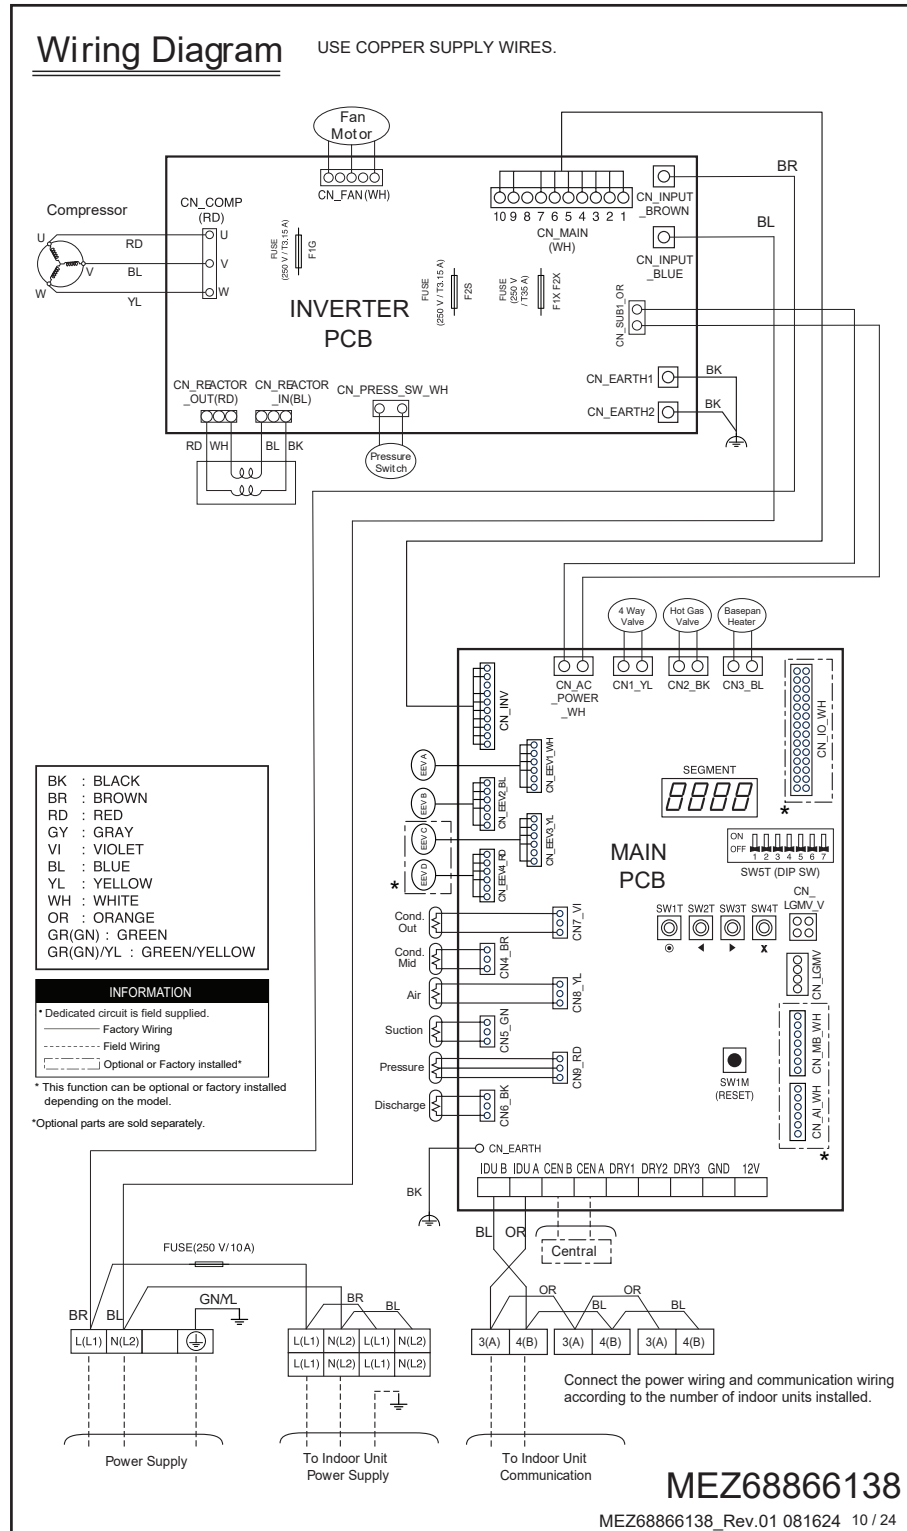 Wiring Diagram
USE COPPER SUPPLY WIRES.
Fan
Motor
CN_FAN(WH)
10 9 8 7 6 5 4 3 2 1
CN_MAIN
(WH)
BR
CN_INPUT
_BROWN
BL
CN_INPUT
_BLUE
Compressor
CN_COMP
(RD)
U
RD
U
V
BL
V
W
YL
W
FUSE
(250 V / T3.15 A)
F1G
FUSE
(250 V / T3.15 A)
F2S
FUSE
(250 V
/ T35 A)
F1X F2X
INVERTER
PCB
CN_SUB1_OR
CN_EARTH1
BK
CN_EARTH2
BK
CN_REACTOR
_OUT(RD)
CN_REACTOR
_IN(BL)
CN_PRESS_SW_WH
RD WH BL BK
Pressure
Switch
4 Way
Valve
Hot Gas
Valve
Basepan
Heater
CN_AC
_POWER
_WH
CN1_YL
CN2_BK
CN3_BL
CN_INV
CN_IO_WH
*
EEV A
CN_EEV1_WH
EEV B
CN_EEV2_BL
EEV C
CN_EEV3_YL
EEV D
CN_EEV4_RD
*
SEGMENT
8888
MAIN
PCB
ON
OFF
1 2 3 4 5 6 7
SW5T (DIP SW)
SW1T SW2T SW3T SW4T
◉ ◀ ▶ X
CN_
LGMV_V
CN_LGMV
CN_MB_WH
CN_AI_WH
*
SW1M
(RESET)
Cond.
Out
CN7_VI
Cond.
Mid
CN4_BR
Air
CN8_YL
Suction
CN5_GN
Pressure
CN9_RD
Discharge
CN6_BK
CN_EARTH
BK
IDU B IDU A CEN B CEN A DRY1 DRY2 DRY3 GND 12V
BL OR
Central
BK : BLACK
BR : BROWN
RD : RED
GY : GRAY
VI : VIOLET
BL : BLUE
YL : YELLOW
WH : WHITE
OR : ORANGE
GR(GN) : GREEN
GR(GN)/YL : GREEN/YELLOW
INFORMATION
* Dedicated circuit is field supplied.
Factory Wiring
Field Wiring
Optional or Factory installed*
* This function can be optional or factory installed
depending on the model.
*Optional parts are sold separately.
FUSE(250 V/10A)
BR BL GN/YL
L(L1) N(L2)
BR
BL
L(L1) N(L2) L(L1) N(L2)
L(L1) N(L2) L(L1) N(L2)
OR
BL
OR
BL
3(A) 4(B) 3(A) 4(B) 3(A) 4(B)
Connect the power wiring and communication wiring
according to the number of indoor units installed.
Power Supply
To Indoor Unit
Power Supply
To Indoor Unit
Communication
MEZ68866138
MEZ68866138_Rev.01 081624 10 / 24